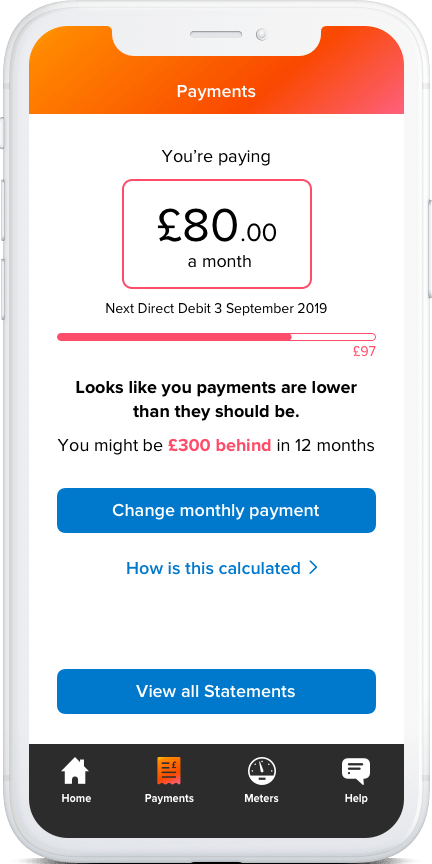 Payments
You're paying
£80.00
a month
Next Direct Debit 3 September 2019
£97
Looks like you payments are lower
than they should be.
You might be £300 behind in 12 months
Change monthly payment
How is this calculated >
View all Statements
£
Home Payments Meters Help